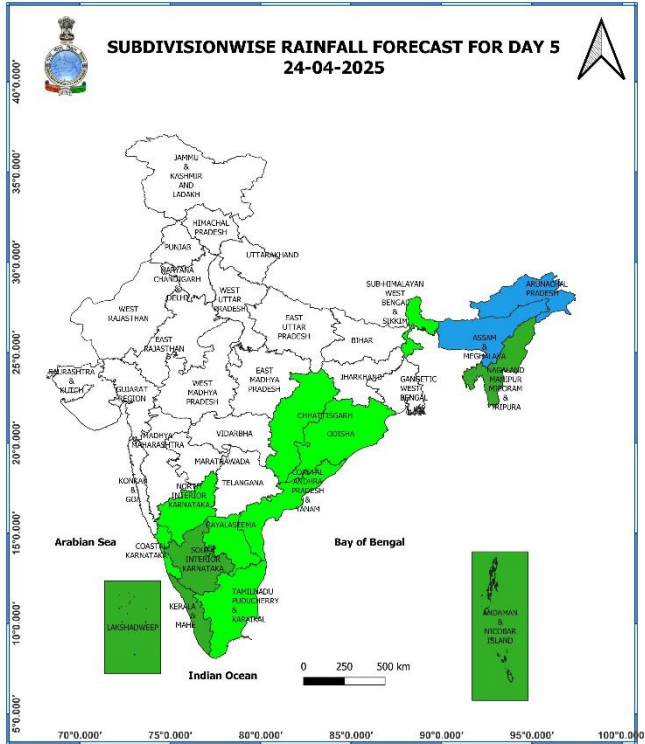 SUBDIVISIONWISE RAINFALL FORECAST FOR DAY 5
24-04-2025
40°0.000'
35°0.000'
30°0.000'
25°0.000'
20°0.000'
15°0.000'
10°0.000'
5°0.000'
JAMMU
&
KASHMIR
AND
LADAKH
HIMACHAL
PRADESH
PUNJAB
UTTARAKHAND
HARYANA
CHANDIGARH
&
DELHI
WEST
UTTAR
PRADESH
WEST
RAJASTHAN
EAST
RAJASTHAN
EAST
UTTAR
PRADESH
BIHAR
SUB-HIMALAYAN
WEST
BENGAL
&
SIKKIM
ARUNACHAL
PRADESH
ASSAM
&
MEGHALAYA
NAGALAND
MANIPUR
MIZORAM
&
TRIPURA
SAURASHTRA
&
KUTCH
GUJARAT
REGION
WEST
MADHYA
PRADESH
EAST
MADHYA
PRADESH
JHARKHAND
GANGETIC
WEST
BENGAL
CHHATTISGARH
ODISHA
MADHYA
MAHARASHTRA
VIDARBHA
MARATHWADA
TELANGANA
KONKAN
&
GOA
NORTH
INTERIOR
KARNATAKA
COASTAL
ANDHRA
PRADESH
&
YANAM
RAYALASEEMA
COASTAL
KARNATAKA
SOUTH
INTERIOR
KARNATAKA
TAMILNADU
PUDUCHERRY
&
KARAIKAL
KERALA
&
MAHE
LAKSHADWEEP
ANDAMAN
&
NICOBAR
ISLAND
Arabian Sea
Bay of Bengal
Indian Ocean
0 250 500 km
70°0.000' 75°0.000' 80°0.000' 85°0.000' 90°0.000' 95°0.000' 100°0.000'